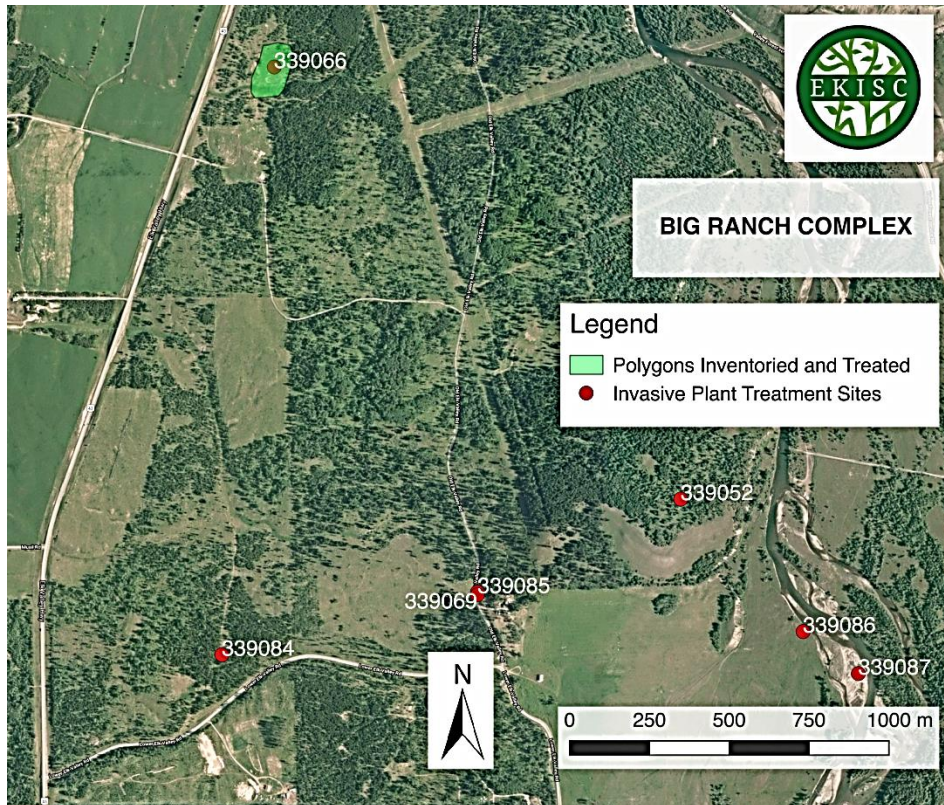 339066
EKISC
BIG RANCH COMPLEX
Legend
Polygons Inventoried and Treated
Invasive Plant Treatment Sites
339052
339085
339069
339086
339084
339087
N
0 250 500 750 1000 m